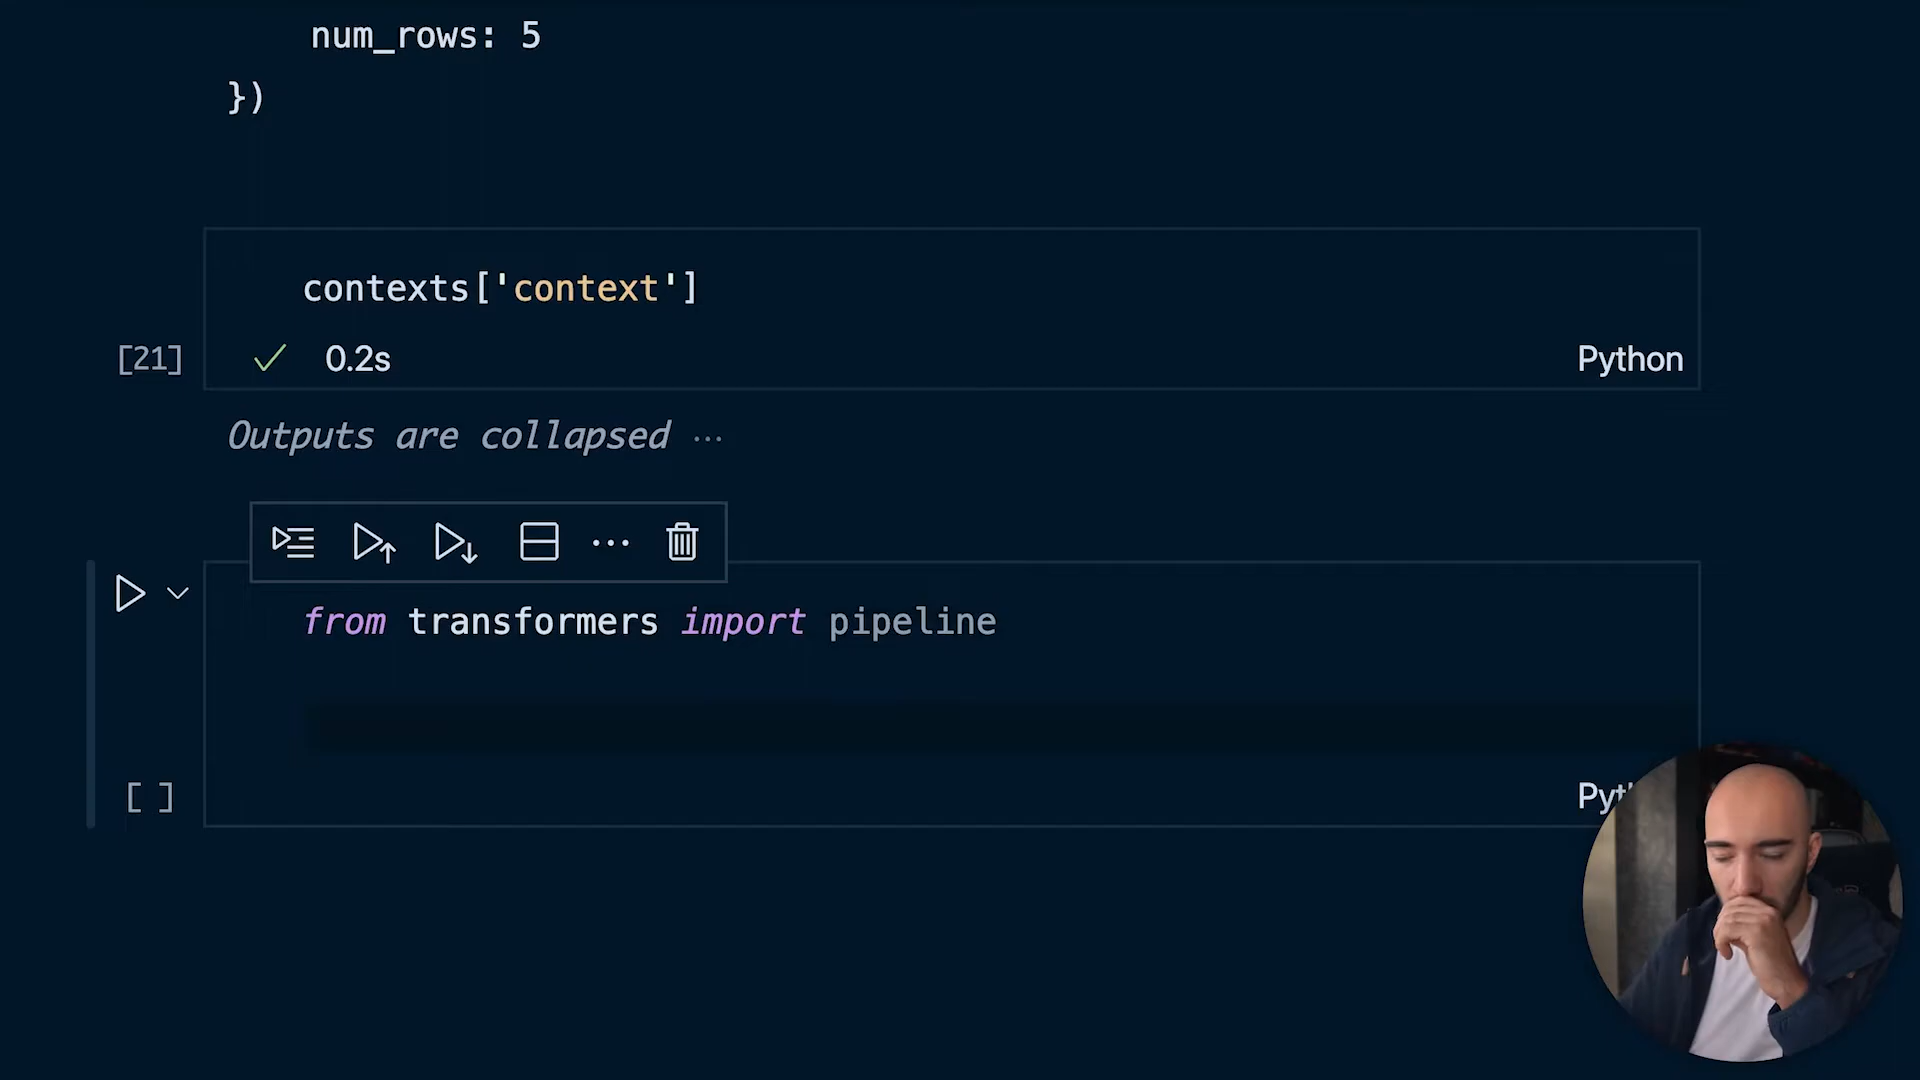 num_rows: 5
})
contexts['context']
[21] 0.2s Python
Outputs are collapsed ...
from transformers import pipeline
[ ]